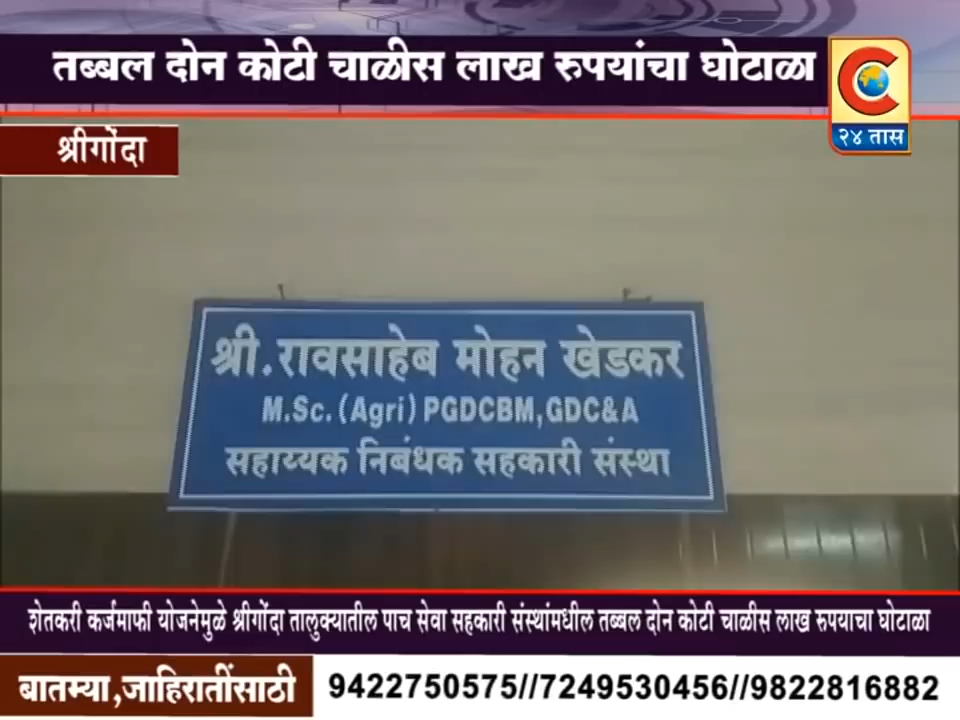 तब्बल दोन कोटी चाळीस लाख रुपयांचा घोटाळा
२४ तास
श्रीगोंदा
श्री.रावसाहेब मोहन खेडकर
M.Sc.(Agri) PGDCBM,GDC&A
सहाय्यक निबंधक सहकारी संस्था
शेतकरी कर्जमाफी योजनेमुळे श्रीगोंदा तालुक्यातील पाच सेवा सहकारी संस्थांमधील तब्बल दोन कोटी चाळीस लाख रुपयाचा घोटाळा
बातम्या,जाहिरातींसाठी
9422750575//7249530456//9822816882